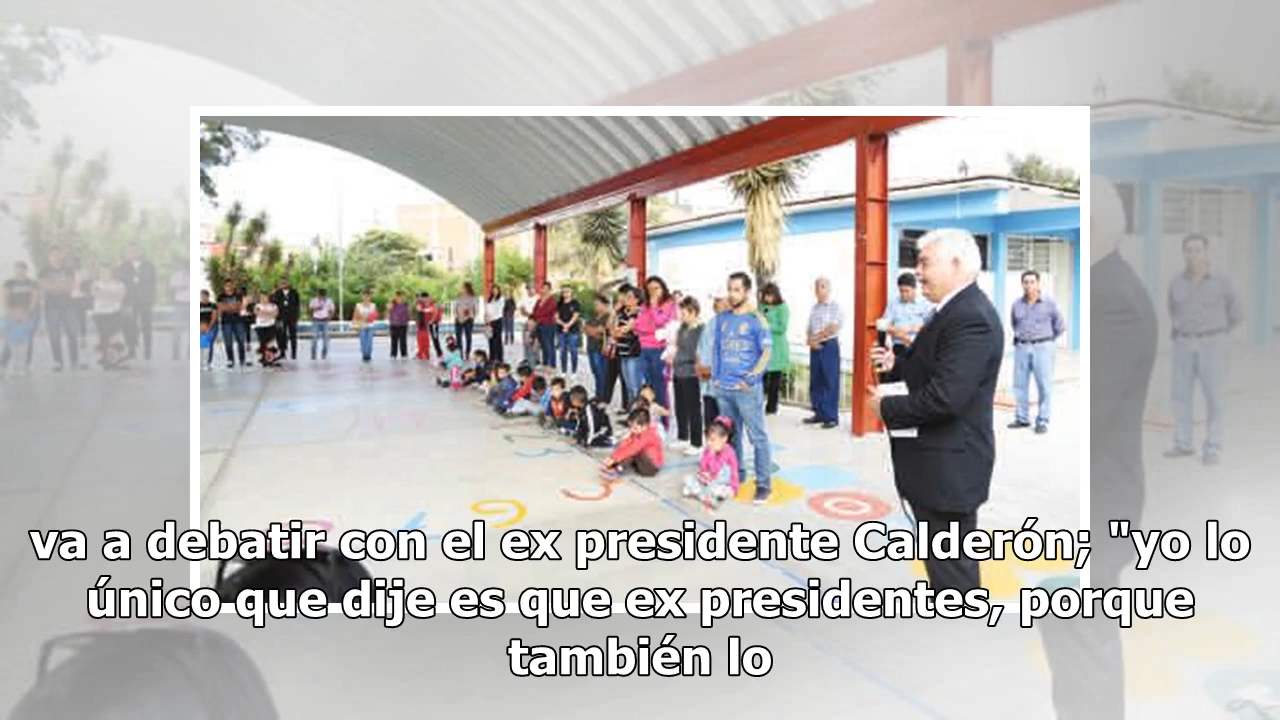 va a debatir con el ex presidente Calderón; "yo lo
único que dije es que ex presidentes, porque
también lo